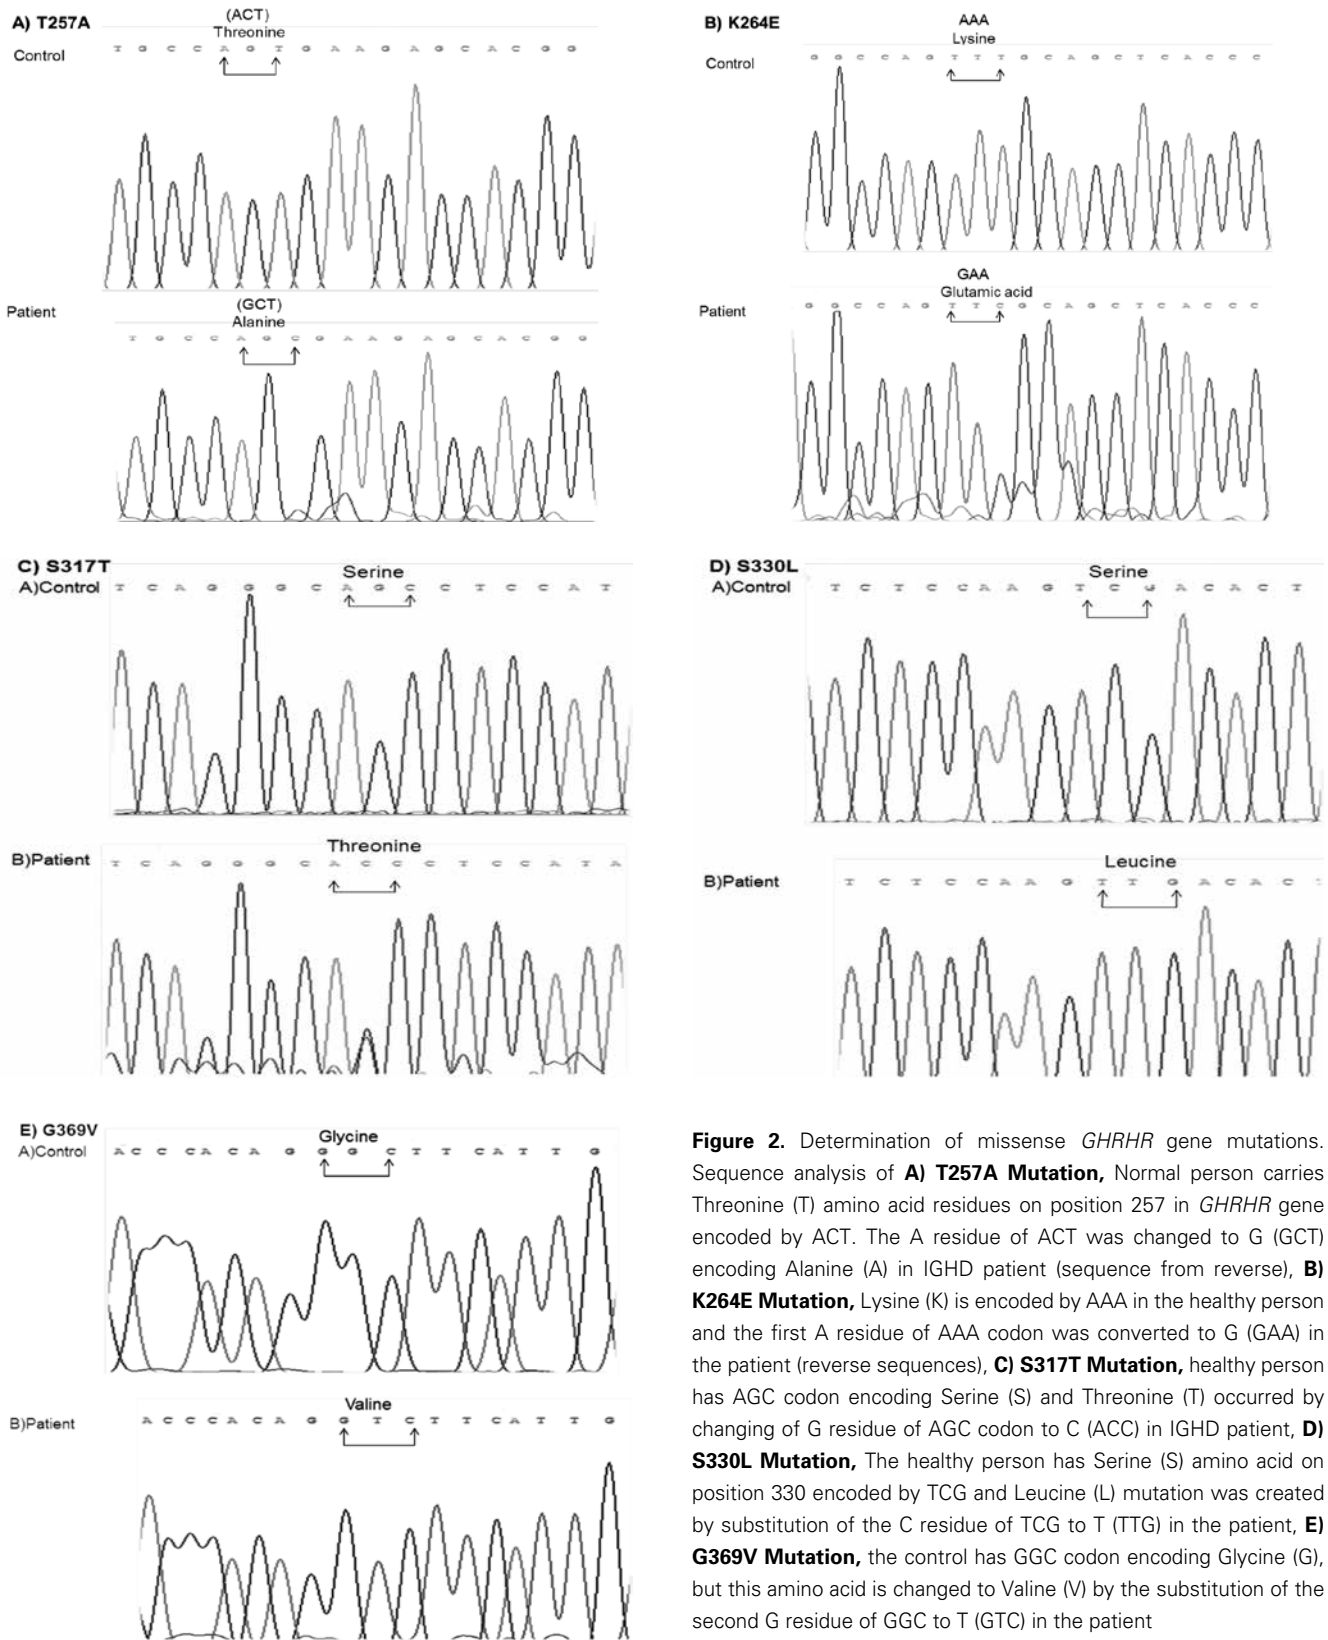 A) T257A
(ACT)
Threonine
Control
T G C C A G T G A A G A G C A C G G
Patient
(GCT)
Alanine
T G C C A G C G A A G A G C A C G G
B) K264E
AAA
Lysine
Control
G G C C A G T T T G C A G C T C A C C C
GAA
Glutamic acid
Patient
G G C C A G T T C G C A G C T C A C C C
C) S317T
Serine
A)Control
T C A G G G C A G C C T C C A T
Threonine
B)Patient
T C A G G G C A C C C T C C A T A
D) S330L
Serine
A)Control
T C T C C A A G T C G A C A C T
Leucine
B)Patient
T C T C C A A G T T G A C A C
E) G369V
Glycine
A)Control
A C C C A C A G G G C T T C A T T G
Valine
B)Patient
A C C C A C A G G T C T T C A T T G
Figure 2. Determination of missense GHRHR gene mutations.
Sequence analysis of A) T257A Mutation, Normal person carries
Threonine (T) amino acid residues on position 257 in GHRHR gene
encoded by ACT. The A residue of ACT was changed to G (GCT)
encoding Alanine (A) in IGHD patient (sequence from reverse), B)
K264E Mutation, Lysine (K) is encoded by AAA in the healthy person
and the first A residue of AAA codon was converted to G (GAA) in
the patient (reverse sequences), C) S317T Mutation, healthy person
has AGC codon encoding Serine (S) and Threonine (T) occurred by
changing of G residue of AGC codon to C (ACC) in IGHD patient, D)
S330L Mutation, The healthy person has Serine (S) amino acid on
position 330 encoded by TCG and Leucine (L) mutation was created
by substitution of the C residue of TCG to T (TTG) in the patient, E)
G369V Mutation, the control has GGC codon encoding Glycine (G),
but this amino acid is changed to Valine (V) by the substitution of the
second G residue of GGC to T (GTC) in the patient